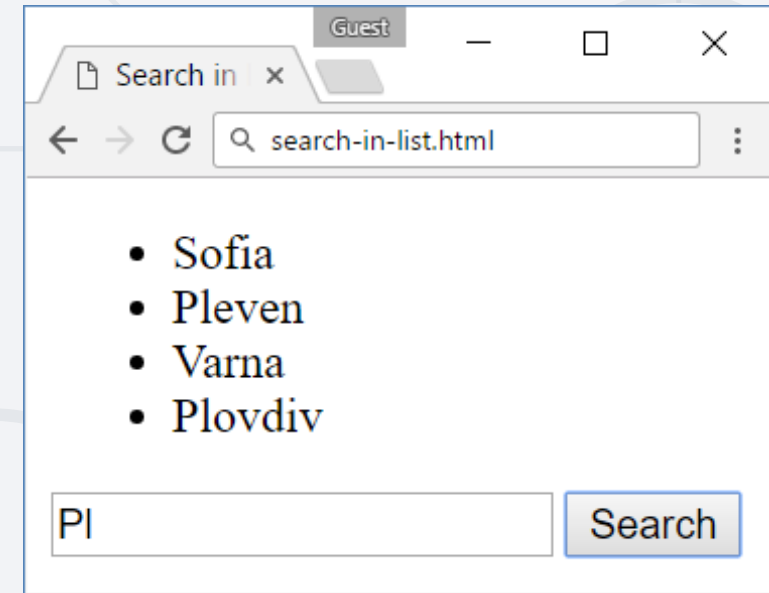 Guest
Search in
search-in-list.html
Sofia
Pleven
Varna
Plovdiv
Pl
Search